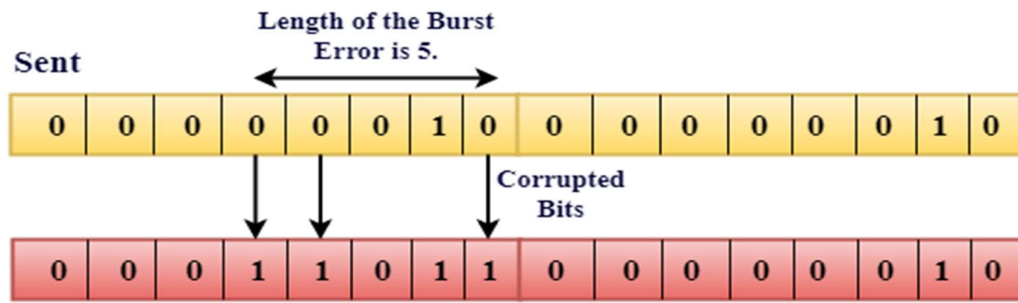 Length of the Burst
Error is 5.
Sent
0 0 0 0 0 0 1 0 0 0 0 0 0 0 1 0
Corrupted
Bits
0 0 0 1 1 0 1 1 0 0 0 0 0 0 1 0